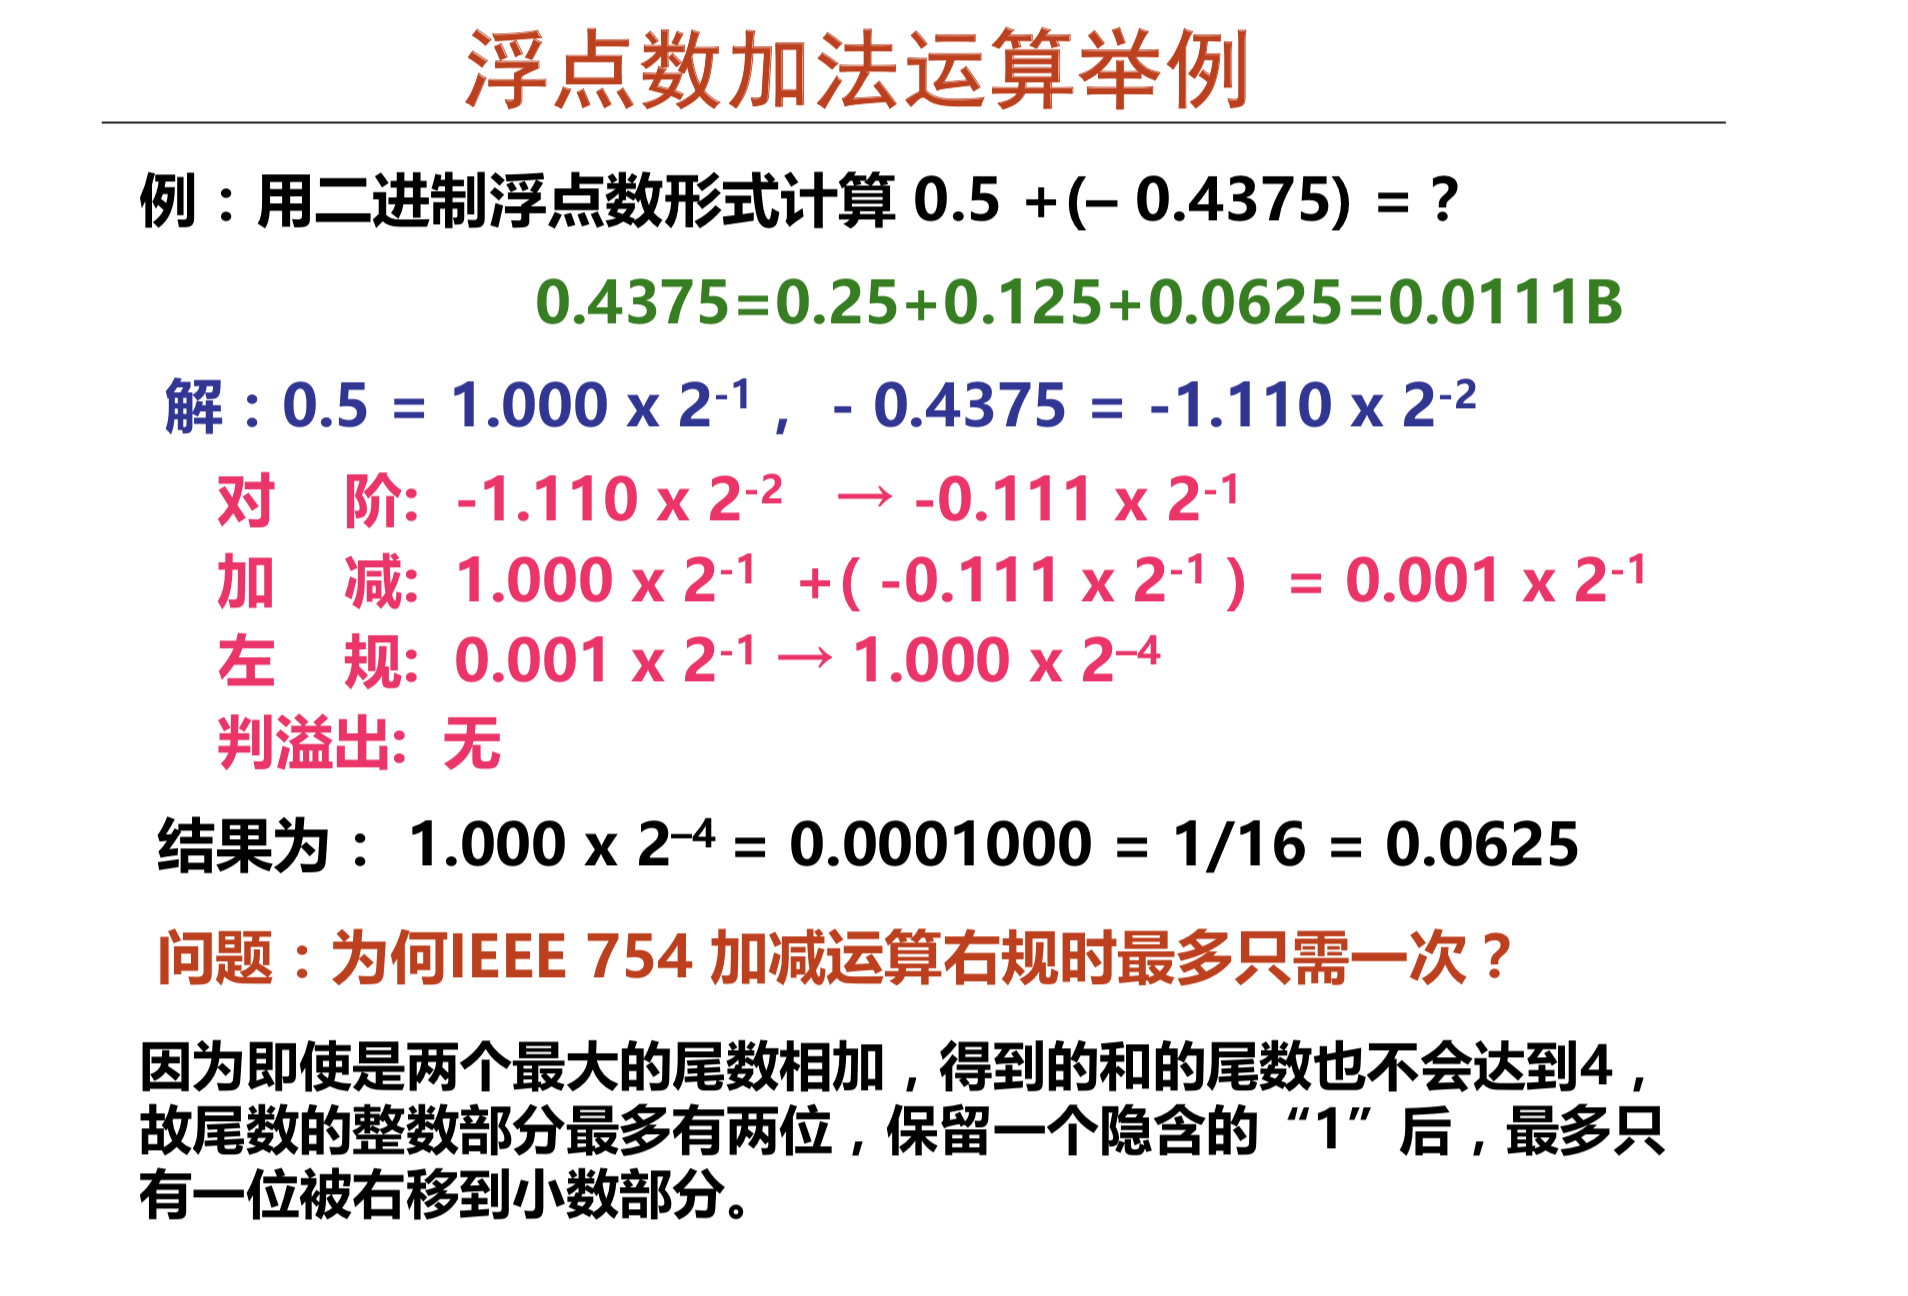 浮点数加法运算举例
例：用二进制浮点数形式计算 0.5 +(– 0.4375) =？
0.4375=0.25+0.125+0.0625=0.0111B
解：0.5 = 1.000 x 2⁻¹， - 0.4375 = -1.110 x 2⁻²
对 阶: -1.110 x 2⁻² → -0.111 x 2⁻¹
加 减: 1.000 x 2⁻¹ +( -0.111 x 2⁻¹ ) = 0.001 x 2⁻¹
左 规: 0.001 x 2⁻¹ → 1.000 x 2⁻⁴
判溢出: 无
结果为： 1.000 x 2⁻⁴ = 0.0001000 = 1/16 = 0.0625
问题：为何IEEE 754 加减运算右规时最多只需一次？
因为即使是两个最大的尾数相加，得到的和的尾数也不会达到4，
故尾数的整数部分最多有两位，保留一个隐含的“1”后，最多只
有一位被右移到小数部分。